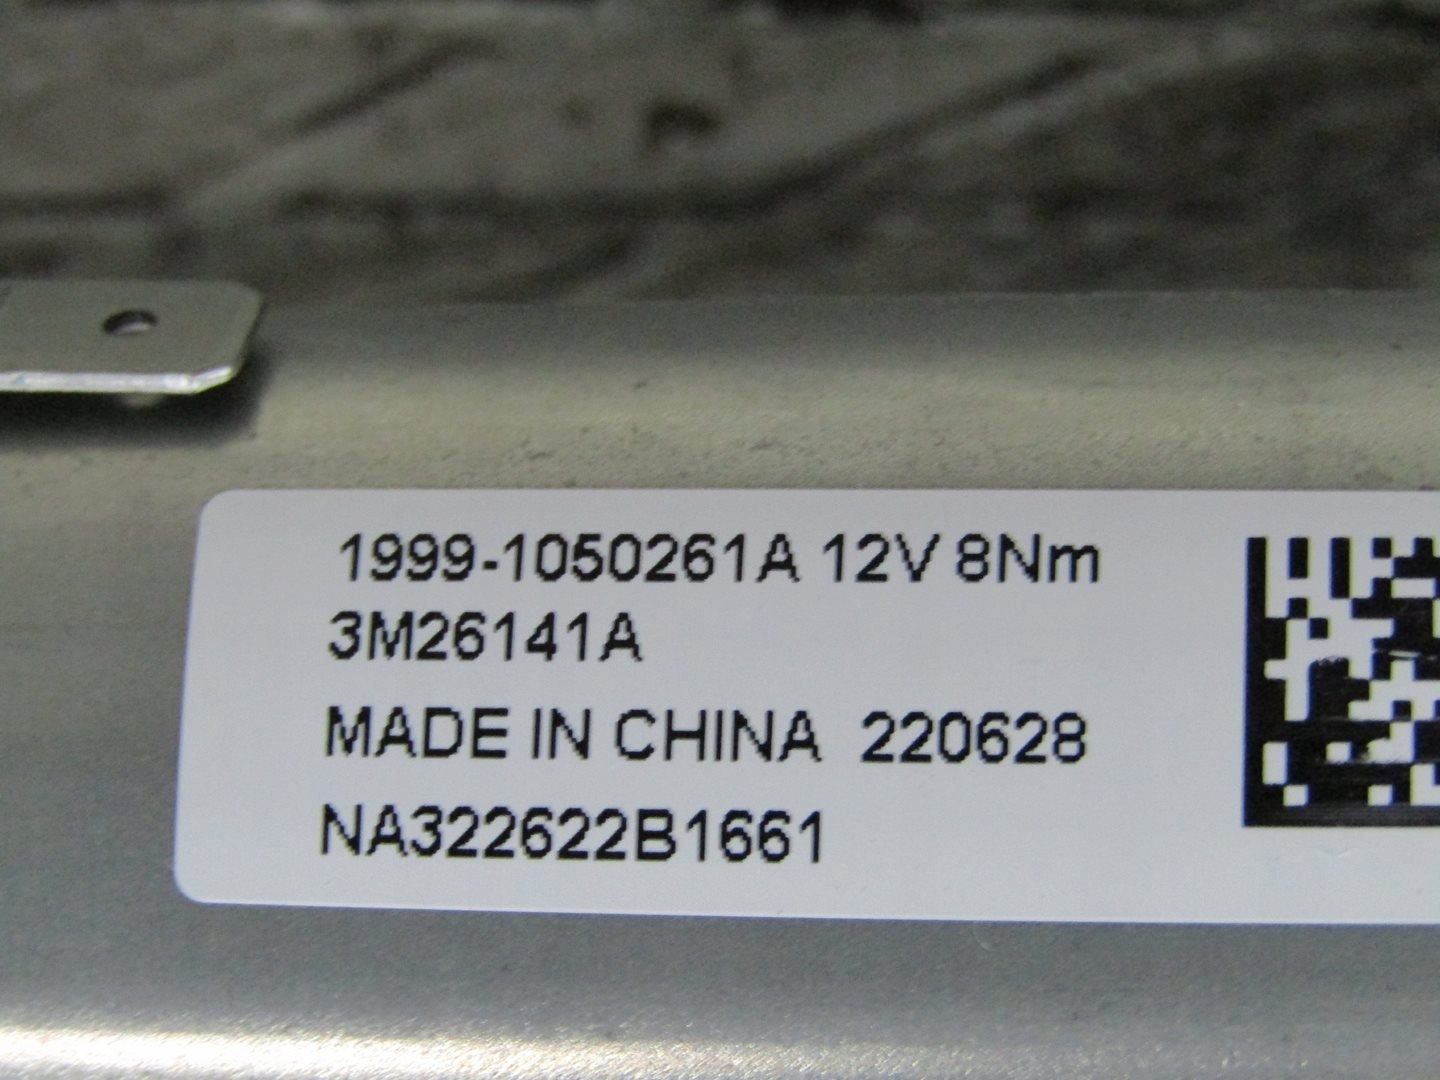 1999-1050261A 12V 8Nm
3M26141A
MADE IN CHINA 220628
NA322622B1661